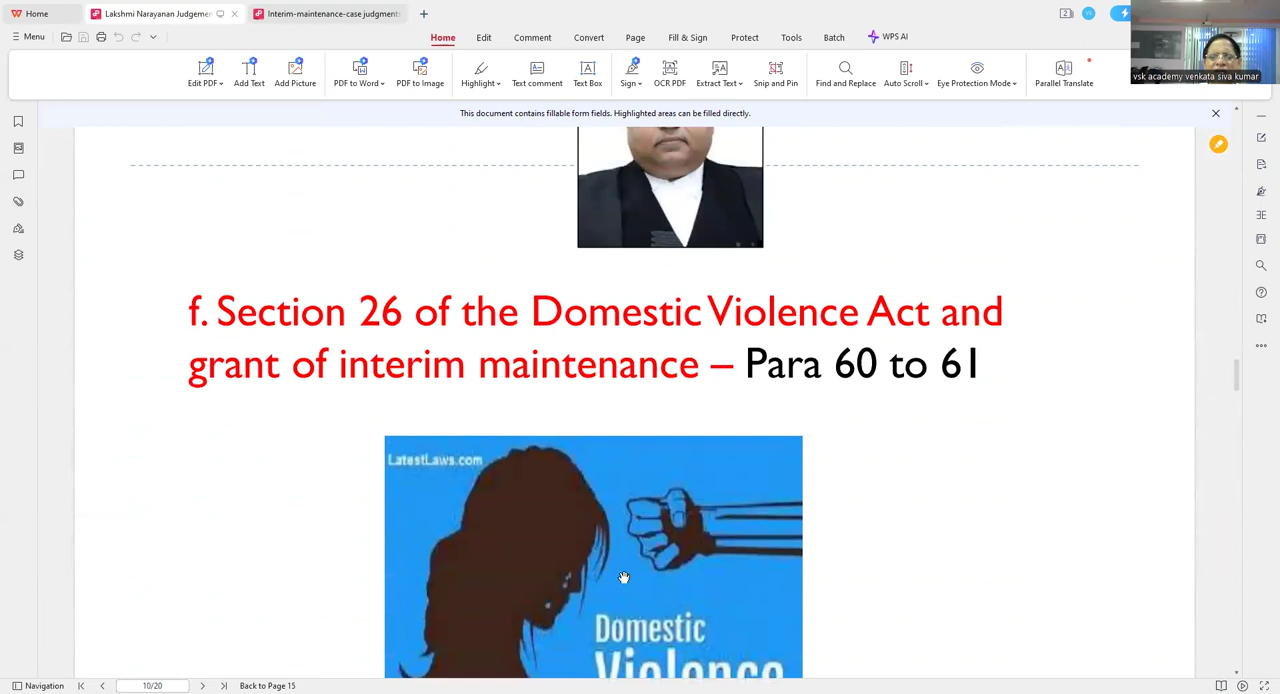 Home
Lakshmi Narayanan Judgemen
Interim-maintenance-case judgments
2
Menu
Home
Edit
Comment
Convert
Page
Fill & Sign
Protect
Tools
Batch
WPS AI
Edit PDF
Add Text
Add Picture
PDF to Word
PDF to Image
Highlight
Text comment
Text Box
Sign
OCR PDF
Extract Text
Snip and Pin
Find and Replace
Auto Scroll
Eye Protection Mode
Parallel Translate
vsk academy venkata siva kumar
This document contains fillable form fields. Highlighted areas can be filled directly.
f. Section 26 of the Domestic Violence Act and
grant of interim maintenance – Para 60 to 61
LatestLaws.com
Domestic
Violence
Navigation
10/20
Back to Page 15